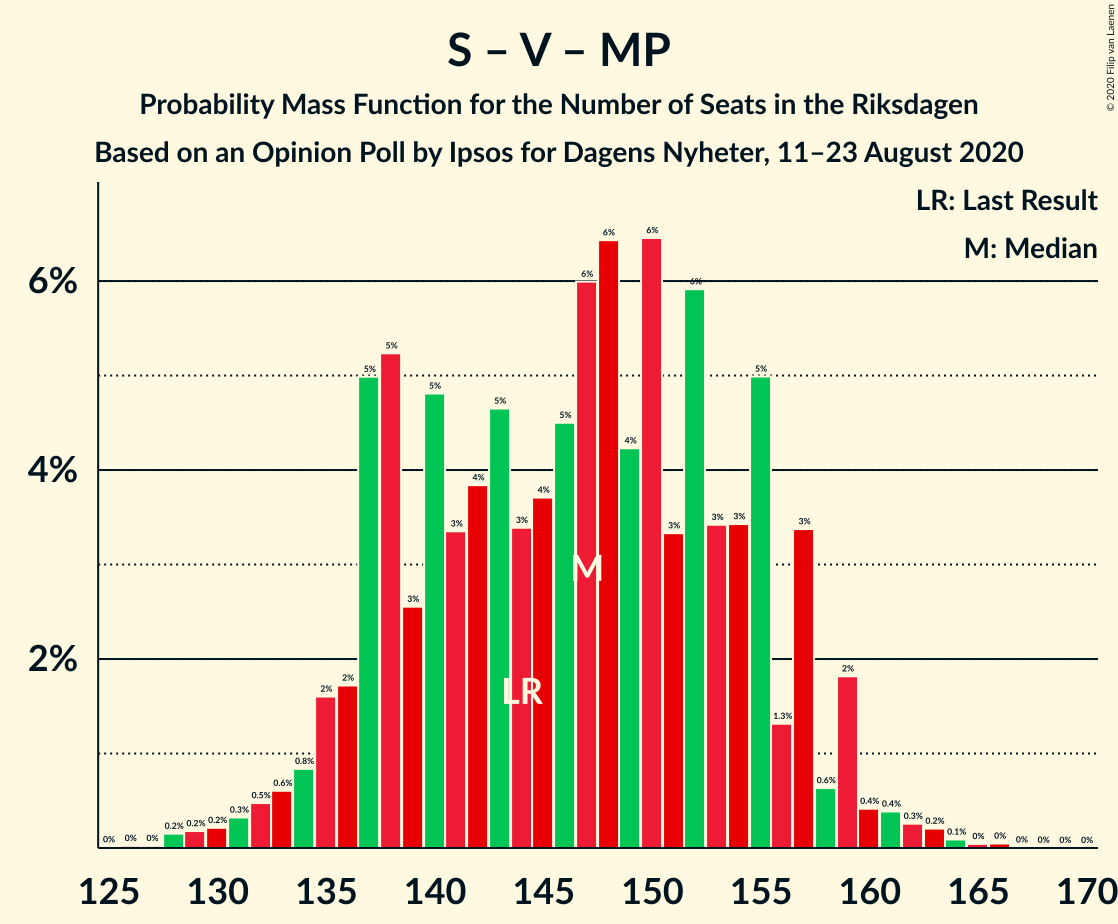 S – V – MP
Probability Mass Function for the Number of Seats in the Riksdagen
Based on an Opinion Poll by Ipsos for Dagens Nyheter, 11–23 August 2020
© 2020 Filip van Laenen
LR: Last Result
M: Median
6%
4%
2%
0% 0% 0% 0.2% 0.2% 0.2% 0.3% 0.5% 0.6% 0.8% 2% 2% 5% 5% 3% 5% 3% 4% 5% 3% 4% 5% 6% 6% 4% 6% 3% 6% 3% 3% 5% 1.3% 3% 0.6% 2% 0.4% 0.4% 0.3% 0.2% 0.1% 0% 0% 0% 0% 0% 0%
M
LR
125 130 135 140 145 150 155 160 165 170